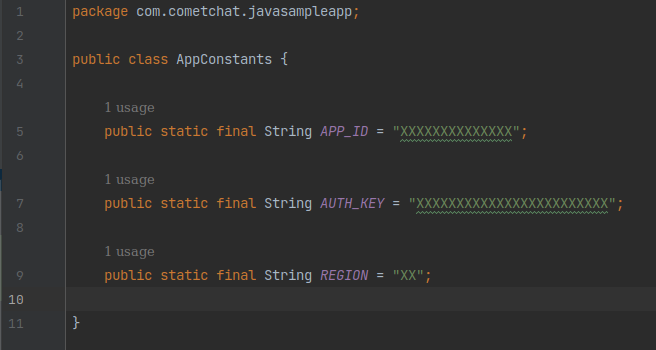 1 package com.cometchat.javasampleapp;
2
3 public class AppConstants {
4
1 usage
5 public static final String APP_ID = "XXXXXXXXXXXXXX";
6
1 usage
7 public static final String AUTH_KEY = "XXXXXXXXXXXXXXXXXXXXXXXX";
8
1 usage
9 public static final String REGION = "XX";
10
11 }